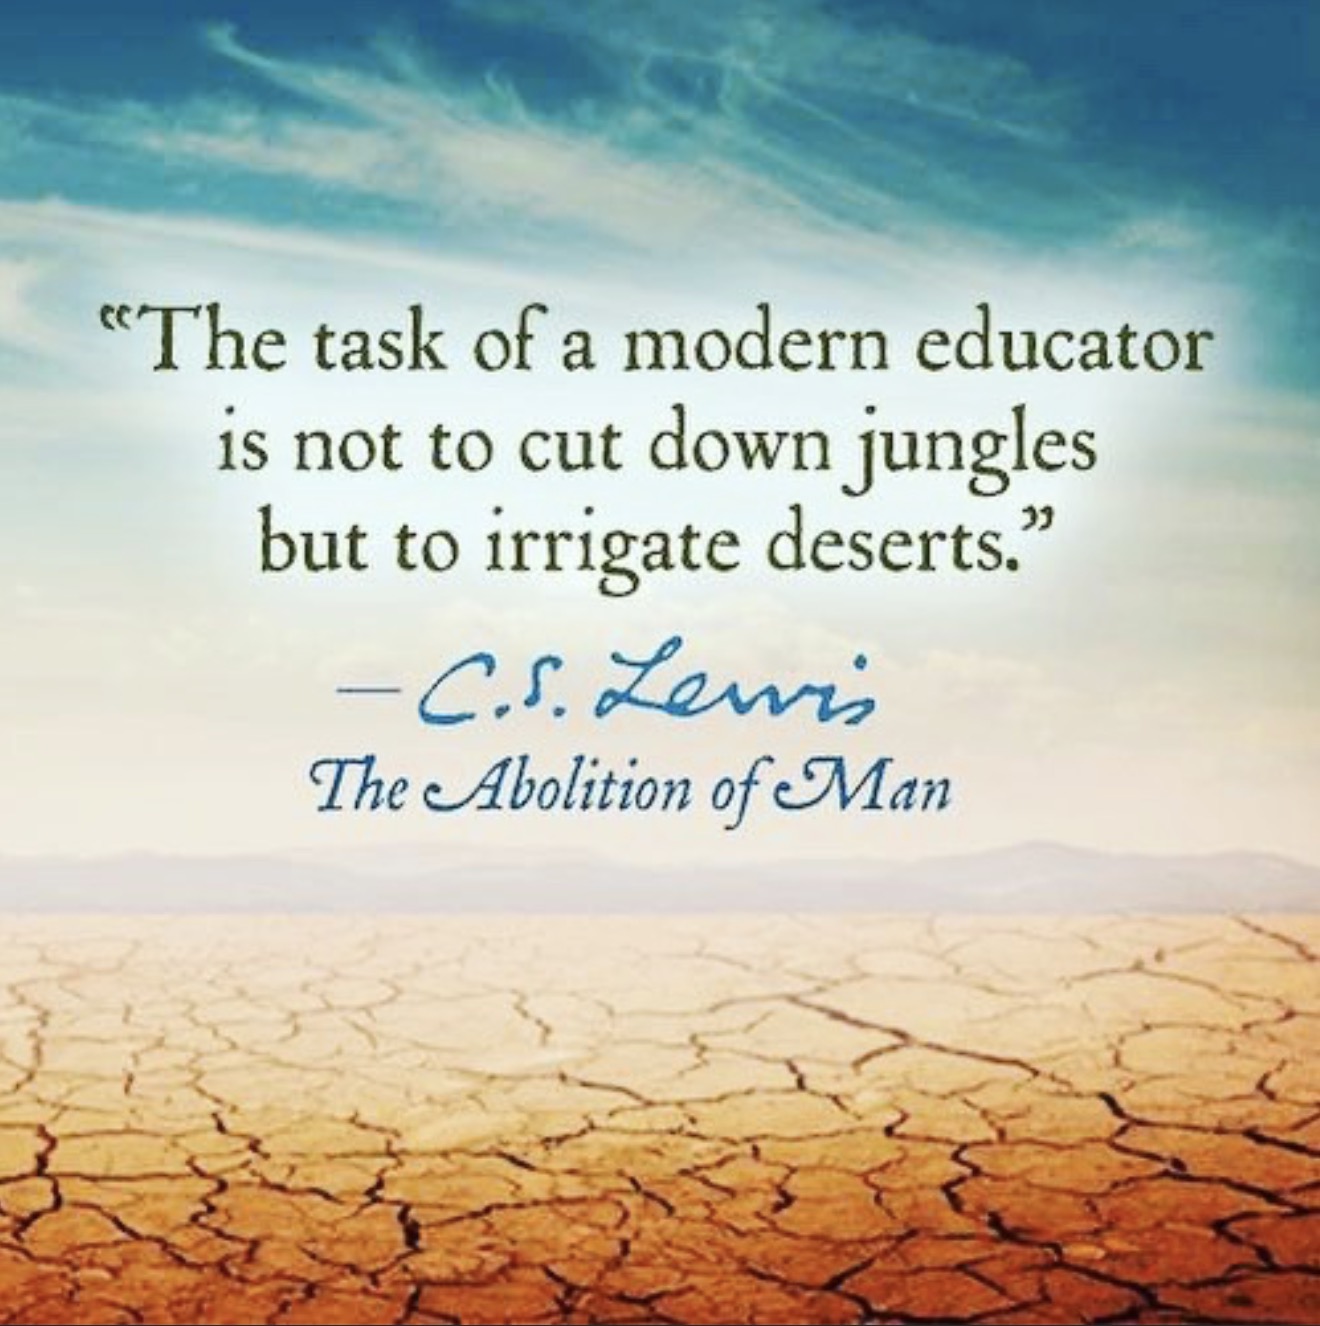 “The task of a modern educator
is not to cut down jungles
but to irrigate deserts.”
– C.S. Lewis
The Abolition of Man